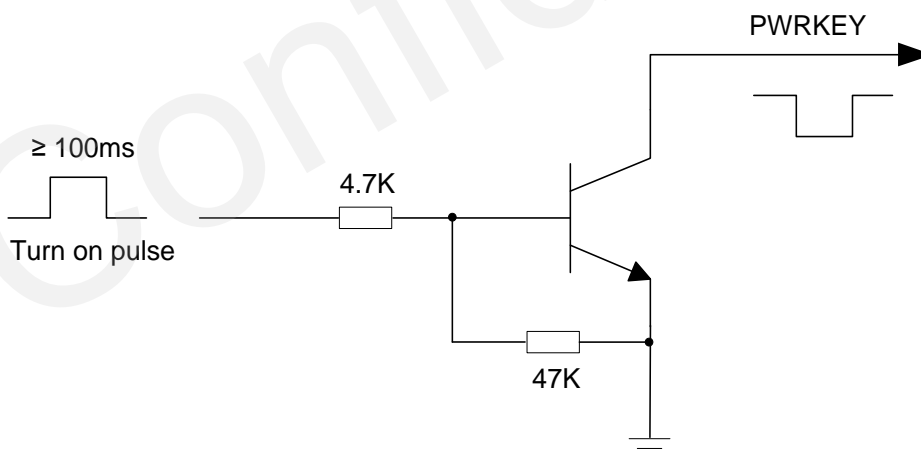 PWRKEY
≥ 100ms
4.7K
Turn on pulse
47K